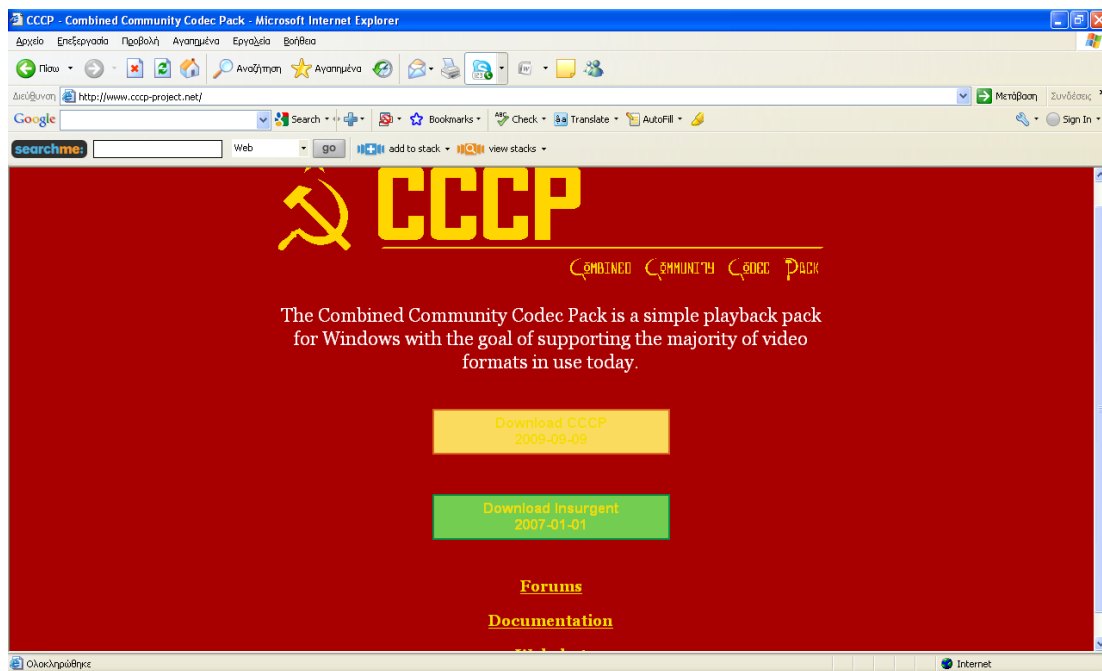 CCCP - Combined Community Codec Pack - Microsoft Internet Explorer
Αρχείο Επεξεργασία Προβολή Αγαπημένα Εργαλεία Βοήθεια
Πίσω Αναζήτηση Αγαπημένα
Διεύθυνση http://www.cccp-project.net/ Μετάβαση Συνδέσεις
Google Search Bookmarks ABC Check Translate AutoFill Sign In
searchme: Web go add to stack view stacks
CCCP
Combined Community Codec Pack
The Combined Community Codec Pack is a simple playback pack
for Windows with the goal of supporting the majority of video
formats in use today.
Download CCCP
2009-09-09
Download Insurgent
2007-01-01
Forums
Documentation
Ολοκληρώθηκε Internet